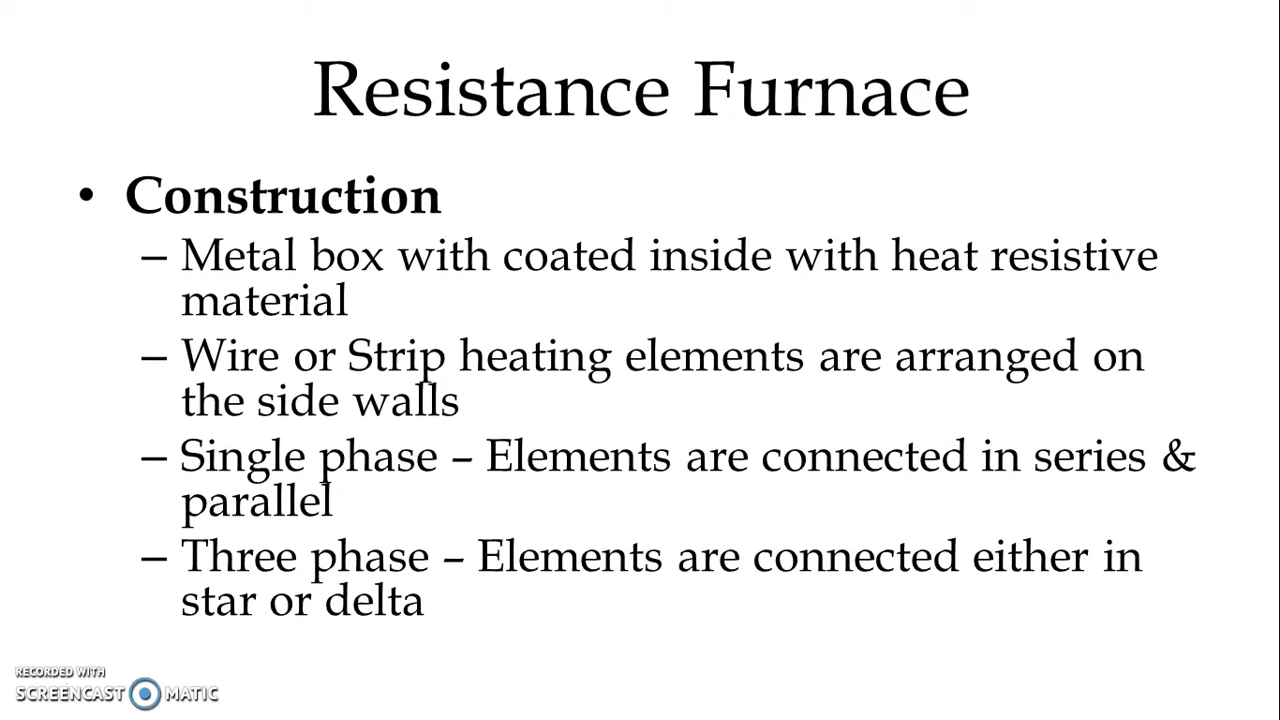 Resistance Furnace
• Construction
– Metal box with coated inside with heat resistive
material
– Wire or Strip heating elements are arranged on
the side walls
– Single phase – Elements are connected in series &
parallel
– Three phase – Elements are connected either in
star or delta
RECORDED WITH
SCREENCAST MATIC